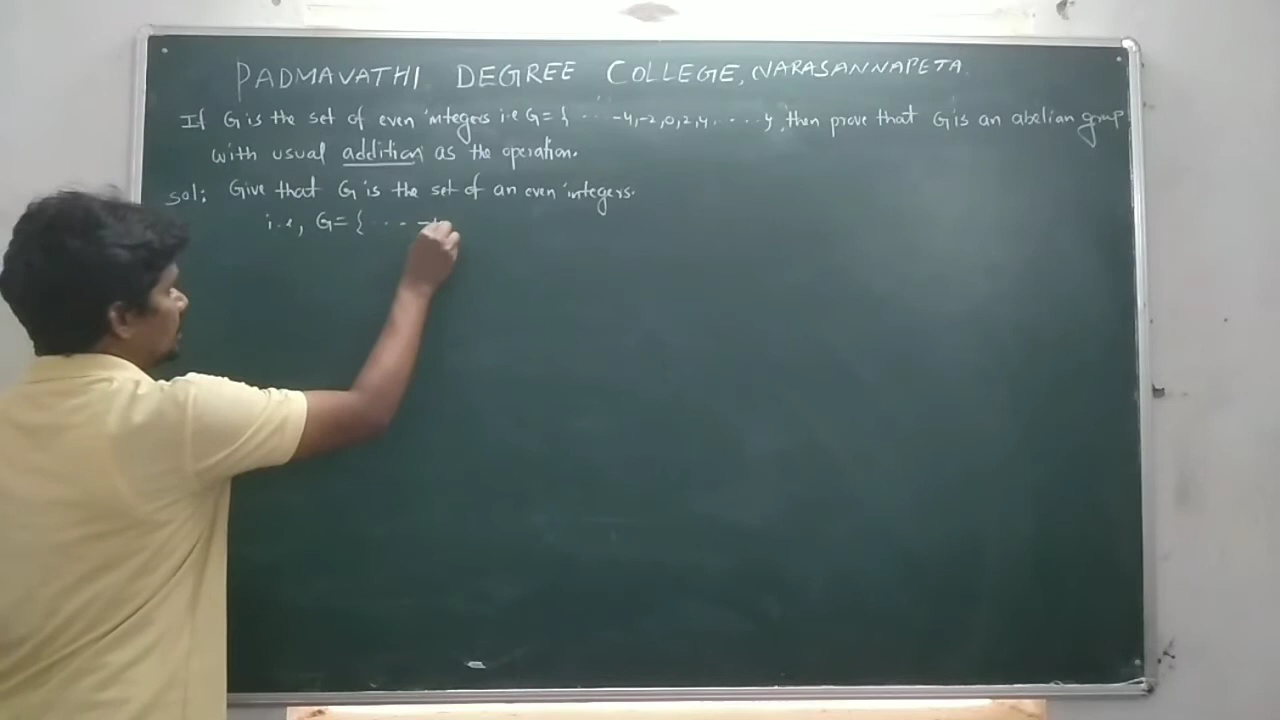 PADMAVATHI DEGREE COLLEGE, NARASANNAPETA
If G is the set of even integers i.e G = { ... -4, -2, 0, 2, 4, .... }, then prove that G is an abelian group
with usual addition as the operation.
Sol: Give that G is the set of an even integers.
i.e, G = { ... -4